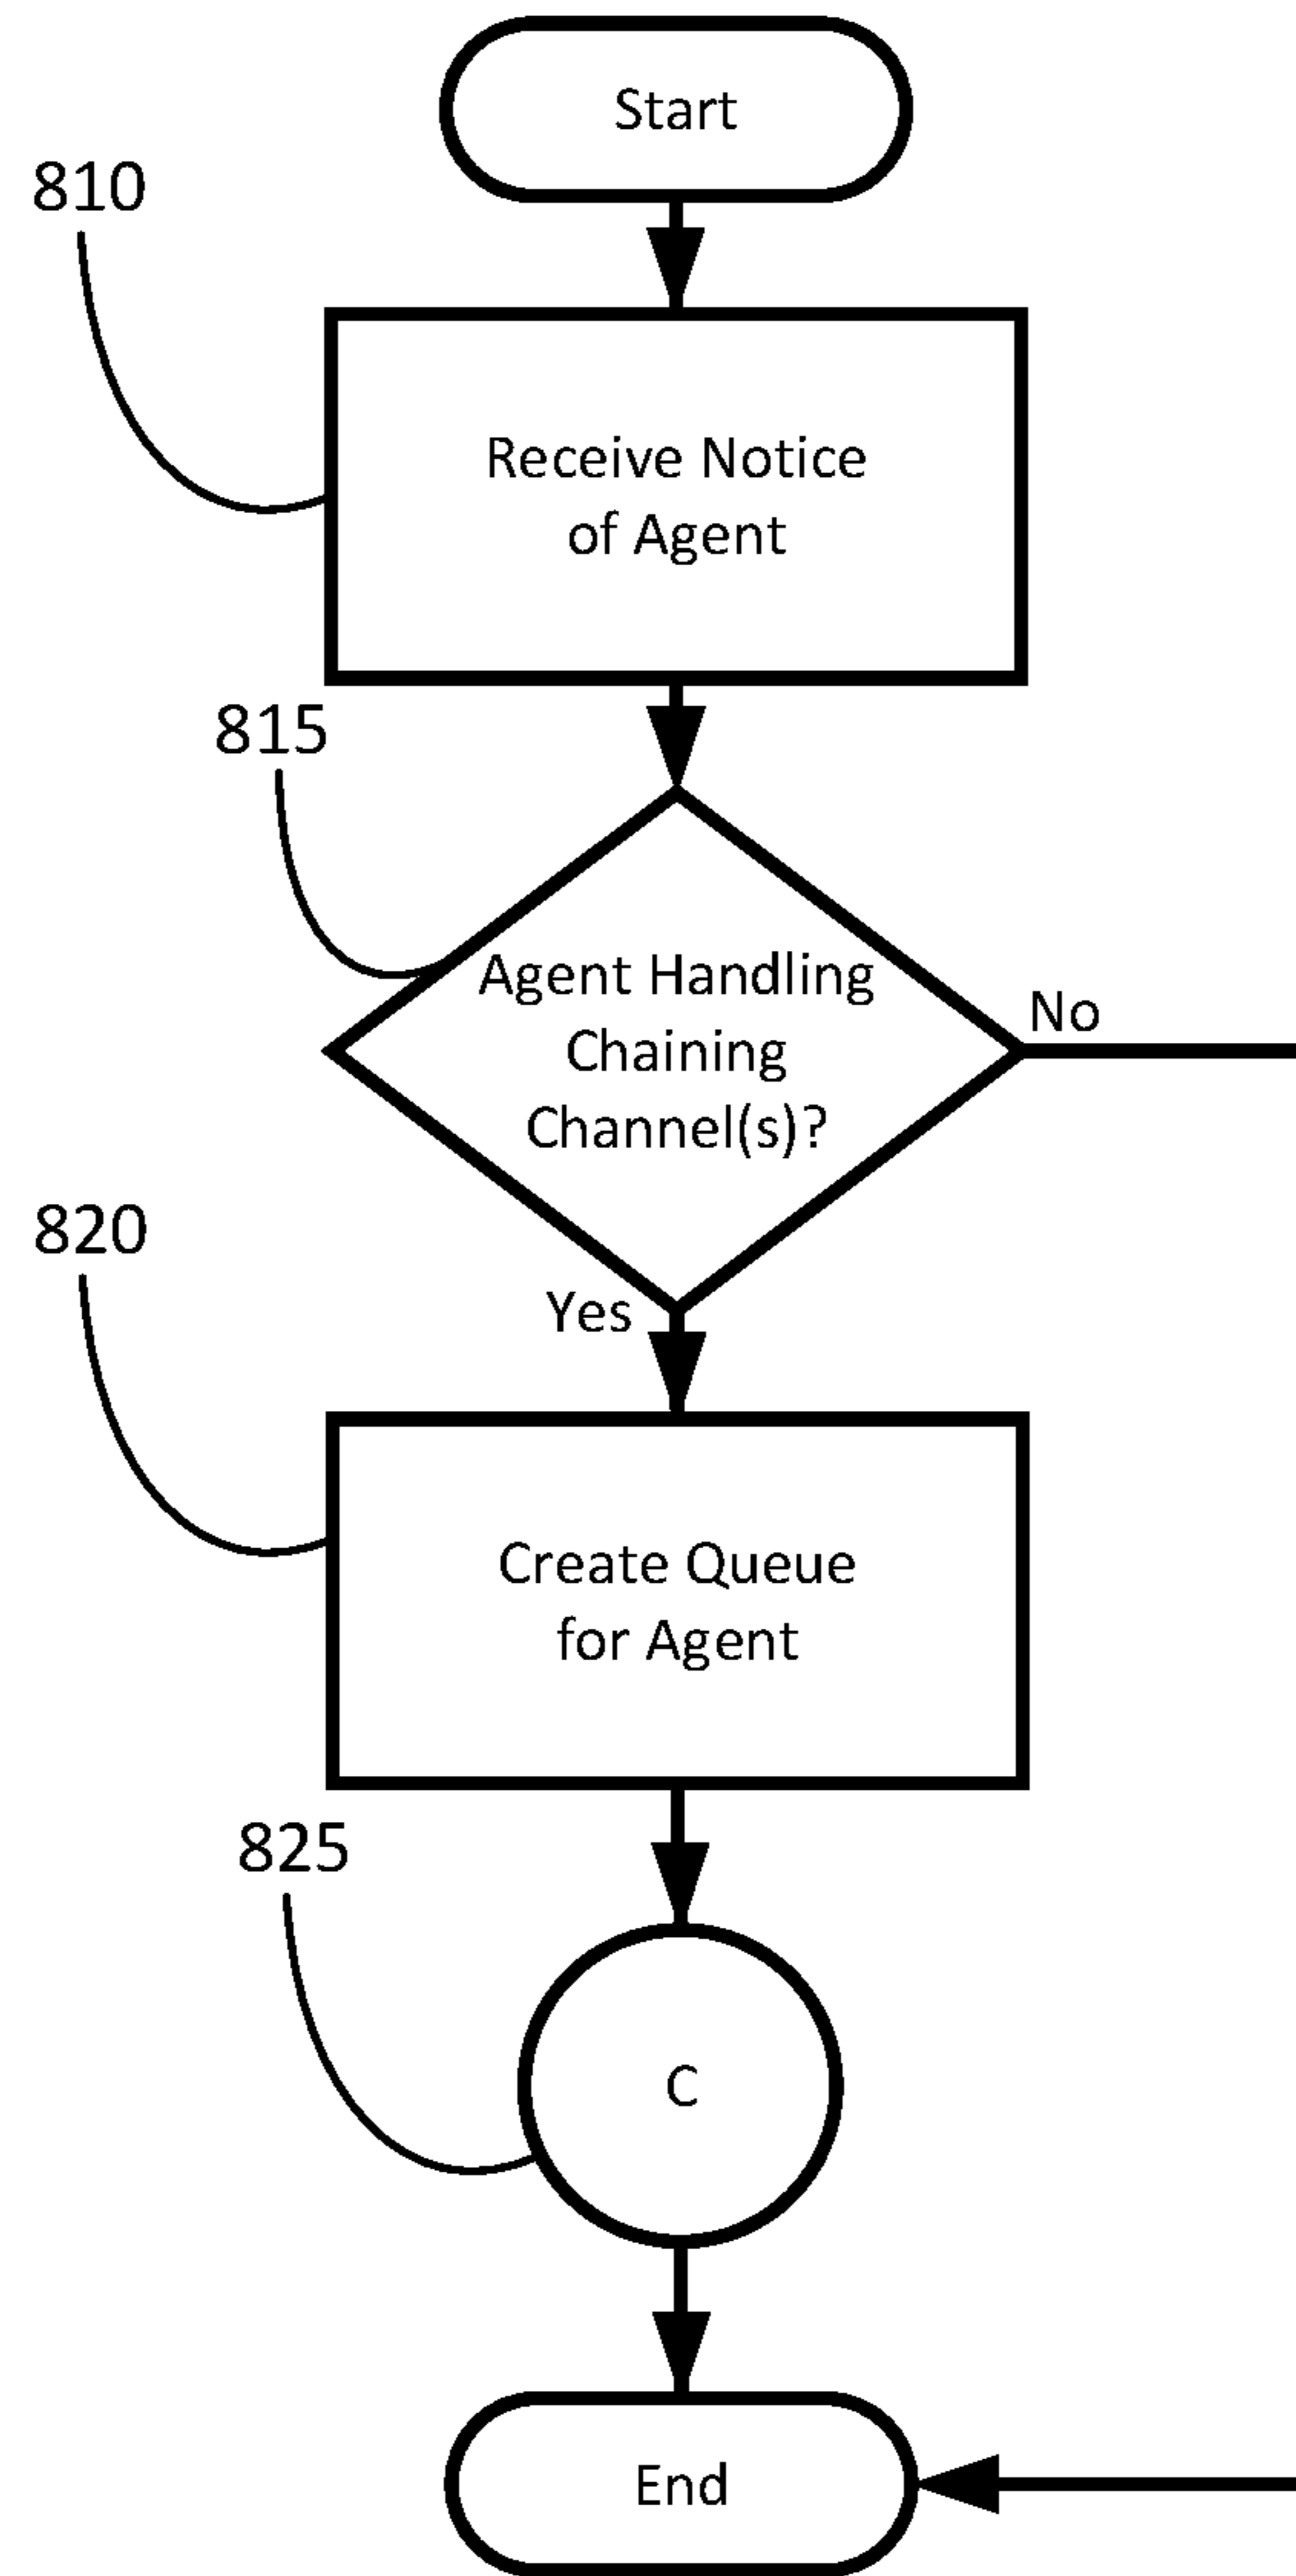 Start
810
Receive Notice
of Agent
815
Agent Handling
Chaining
Channel(s)?
No
Yes
820
Create Queue
for Agent
825
C
End